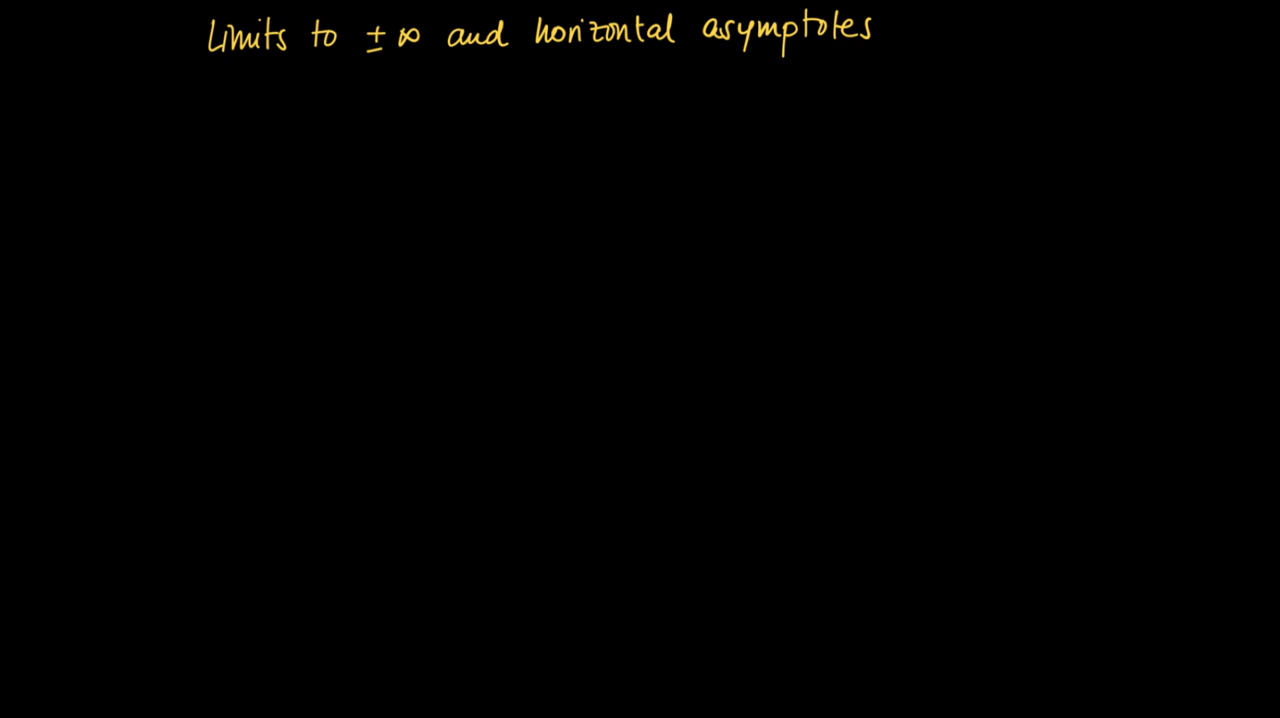 Limits to ± ∞ and horizontal asymptotes